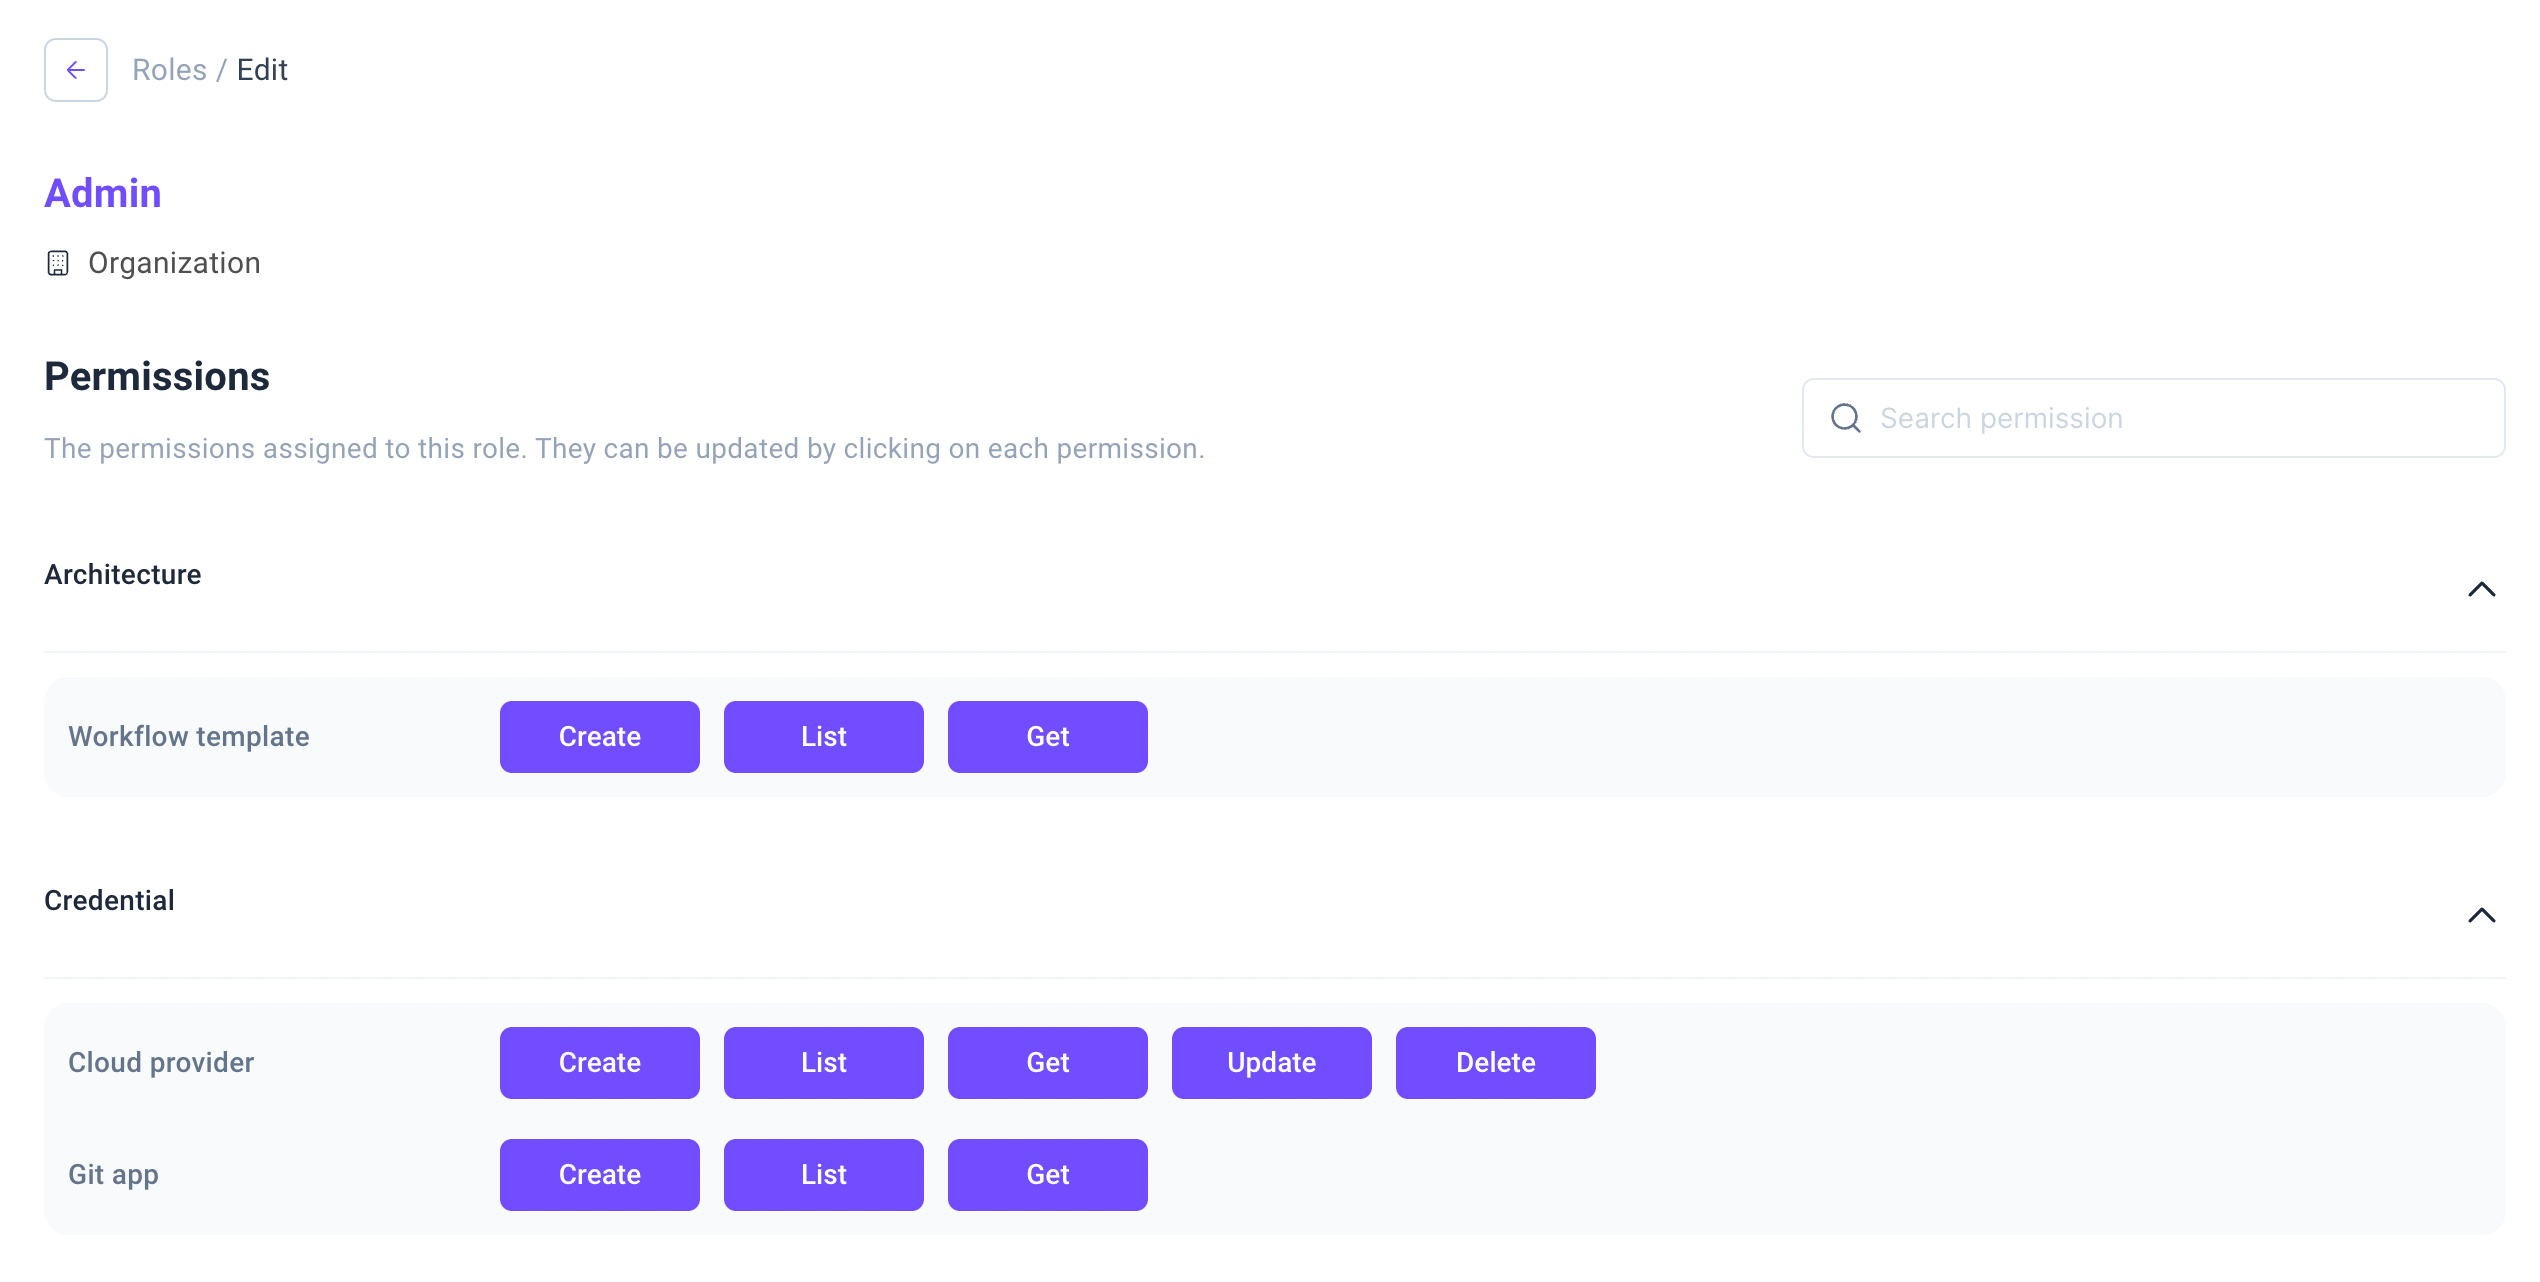 Roles / Edit
Admin
Organization
Permissions
The permissions assigned to this role. They can be updated by clicking on each permission.
Search permission
Architecture
Workflow template Create List Get
Credential
Cloud provider Create List Get Update Delete
Git app Create List Get